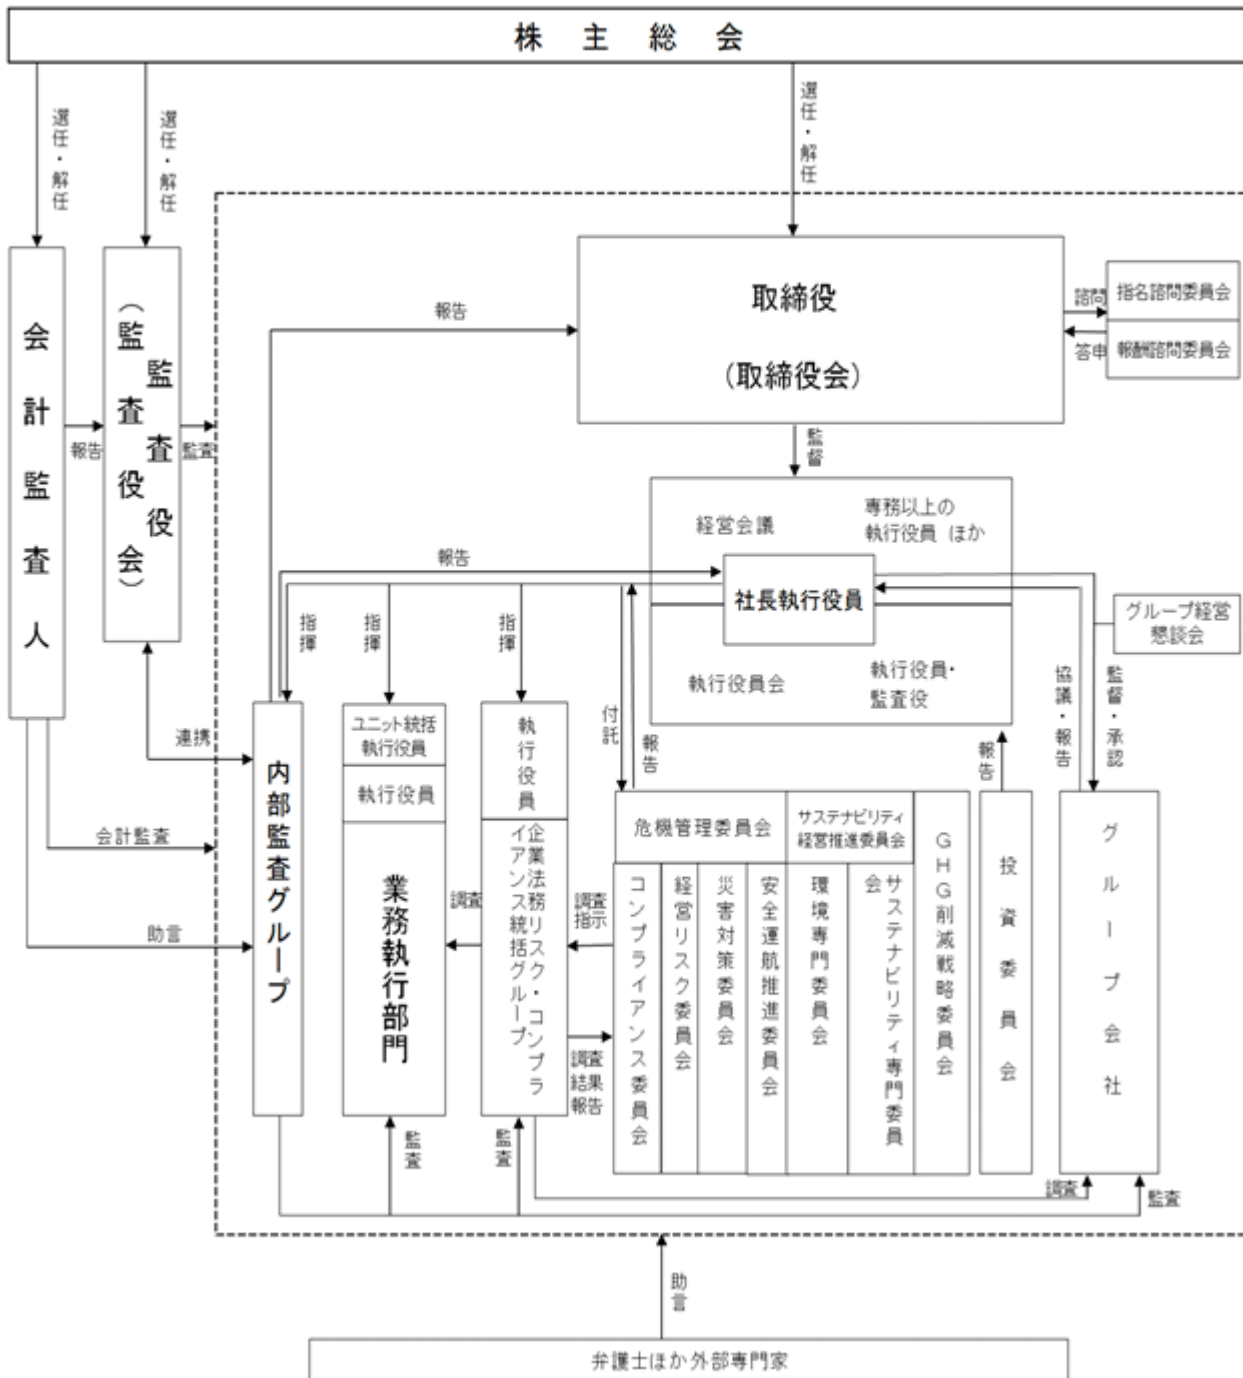 株主総会
選任・解任
選任・解任
選任・解任
会計監査人
監査役
（監査役会）
報告
監査
報告
取締役
（取締役会）
諮問
答申
指名諮問委員会
報酬諮問委員会
監督
経営会議
専務以上の
執行役員 ほか
社長執行役員
執行役員会
執行役員・
監査役
報告
指揮
指揮
指揮
付託
報告
報告
協議・報告
監督・承認
グループ経営
懇談会
連携
会計監査
助言
内部監査グループ
ユニット統括
執行役員
執行役員
業務執行部門
執行役員
企業法務リスク・コンプラ
イアンス統括グループ
調査
調査
指示
調査
結果
報告
危機管理委員会
サステナビリティ
経営推進委員会
コンプライアンス委員会
経営リスク委員会
災害対策委員会
安全運航推進委員会
環境専門委員会
サステナビリティ専門委員
会
GHG削減戦略委員会
投資委員会
グループ会社
監査
監査
調査
監査
助言
弁護士ほか外部専門家